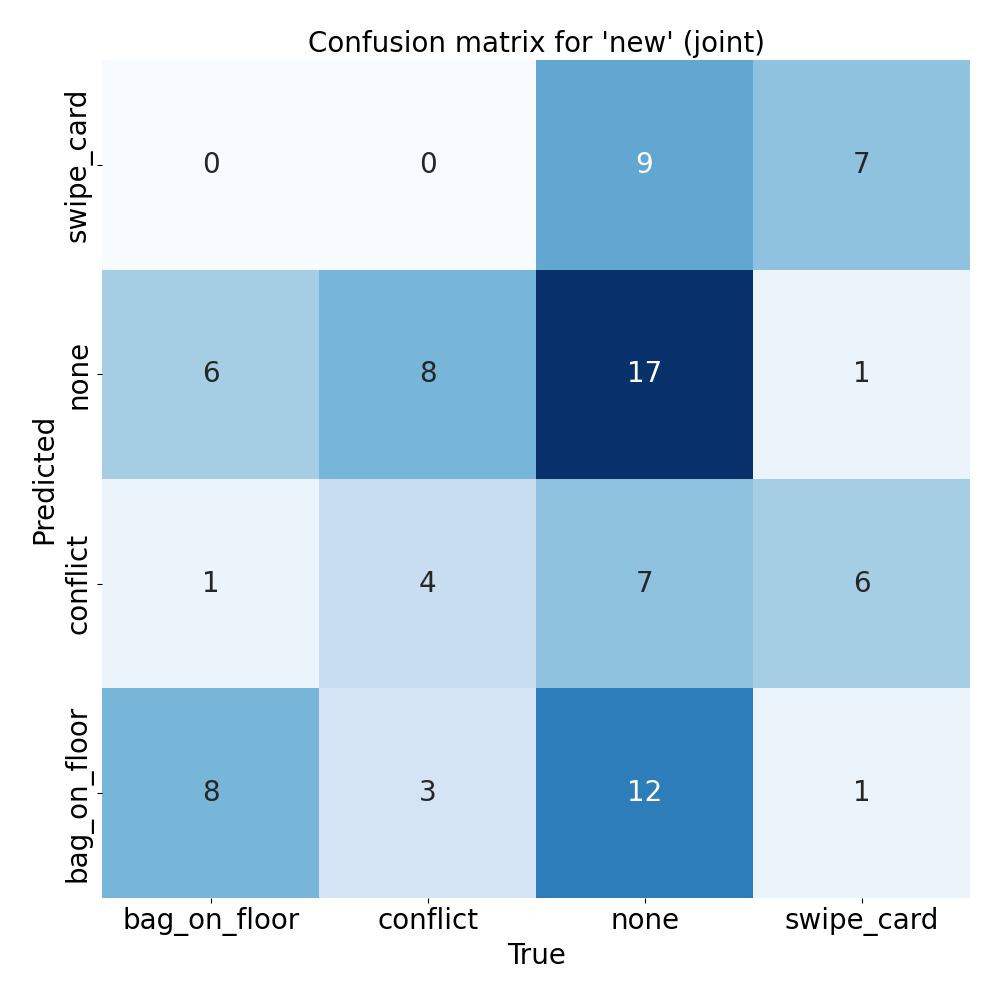 Confusion matrix for 'new' (joint)
swipe_card
0 0 9 7
none
6 8 17 1
Predicted
conflict
1 4 7 6
bag_on_floor
8 3 12 1
bag_on_floor conflict none swipe_card
True